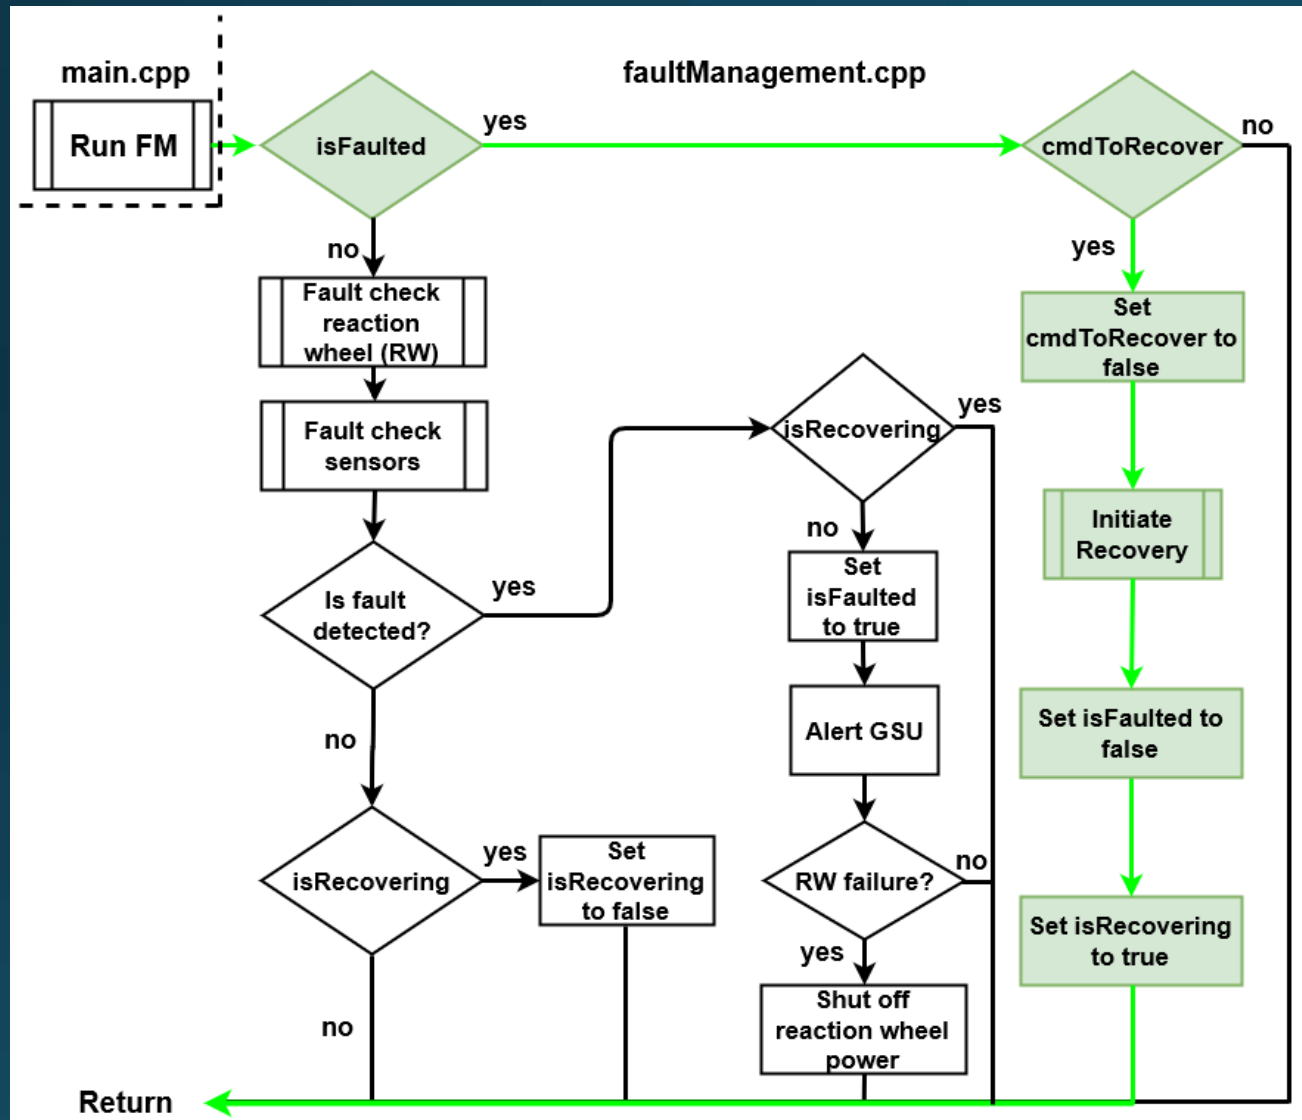 main.cpp
faultManagement.cpp
Run FM
isFaulted
yes
cmdToRecover
no
no
yes
Fault check
reaction
wheel (RW)
Set
cmdToRecover to
false
Fault check
sensors
isRecovering
yes
Initiate
Recovery
no
Is fault
detected?
yes
Set
isFaulted
to true
Set isFaulted to
false
Alert GSU
no
isRecovering
yes
Set
isRecovering
to false
RW failure?
no
Set isRecovering
to true
yes
no
Shut off
reaction wheel
power
Return